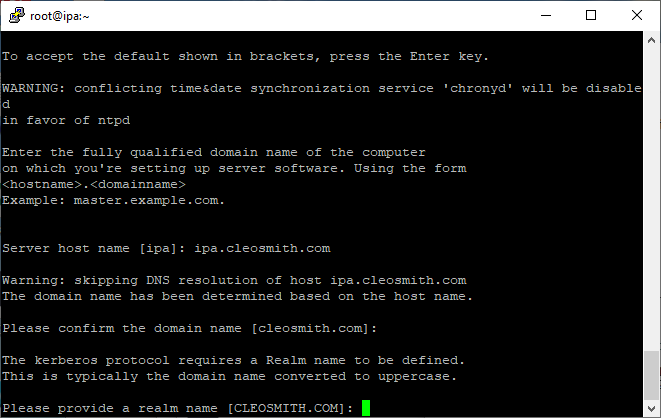 root@ipa:~
To accept the default shown in brackets, press the Enter key.
WARNING: conflicting time&date synchronization service 'chronyd' will be disable
d
in favor of ntpd
Enter the fully qualified domain name of the computer
on which you're setting up server software. Using the form
<hostname>.<domainname>
Example: master.example.com.
Server host name [ipa]: ipa.cleosmith.com
Warning: skipping DNS resolution of host ipa.cleosmith.com
The domain name has been determined based on the host name.
Please confirm the domain name [cleosmith.com]:
The kerberos protocol requires a Realm name to be defined.
This is typically the domain name converted to uppercase.
Please provide a realm name [CLEOSMITH.COM]: